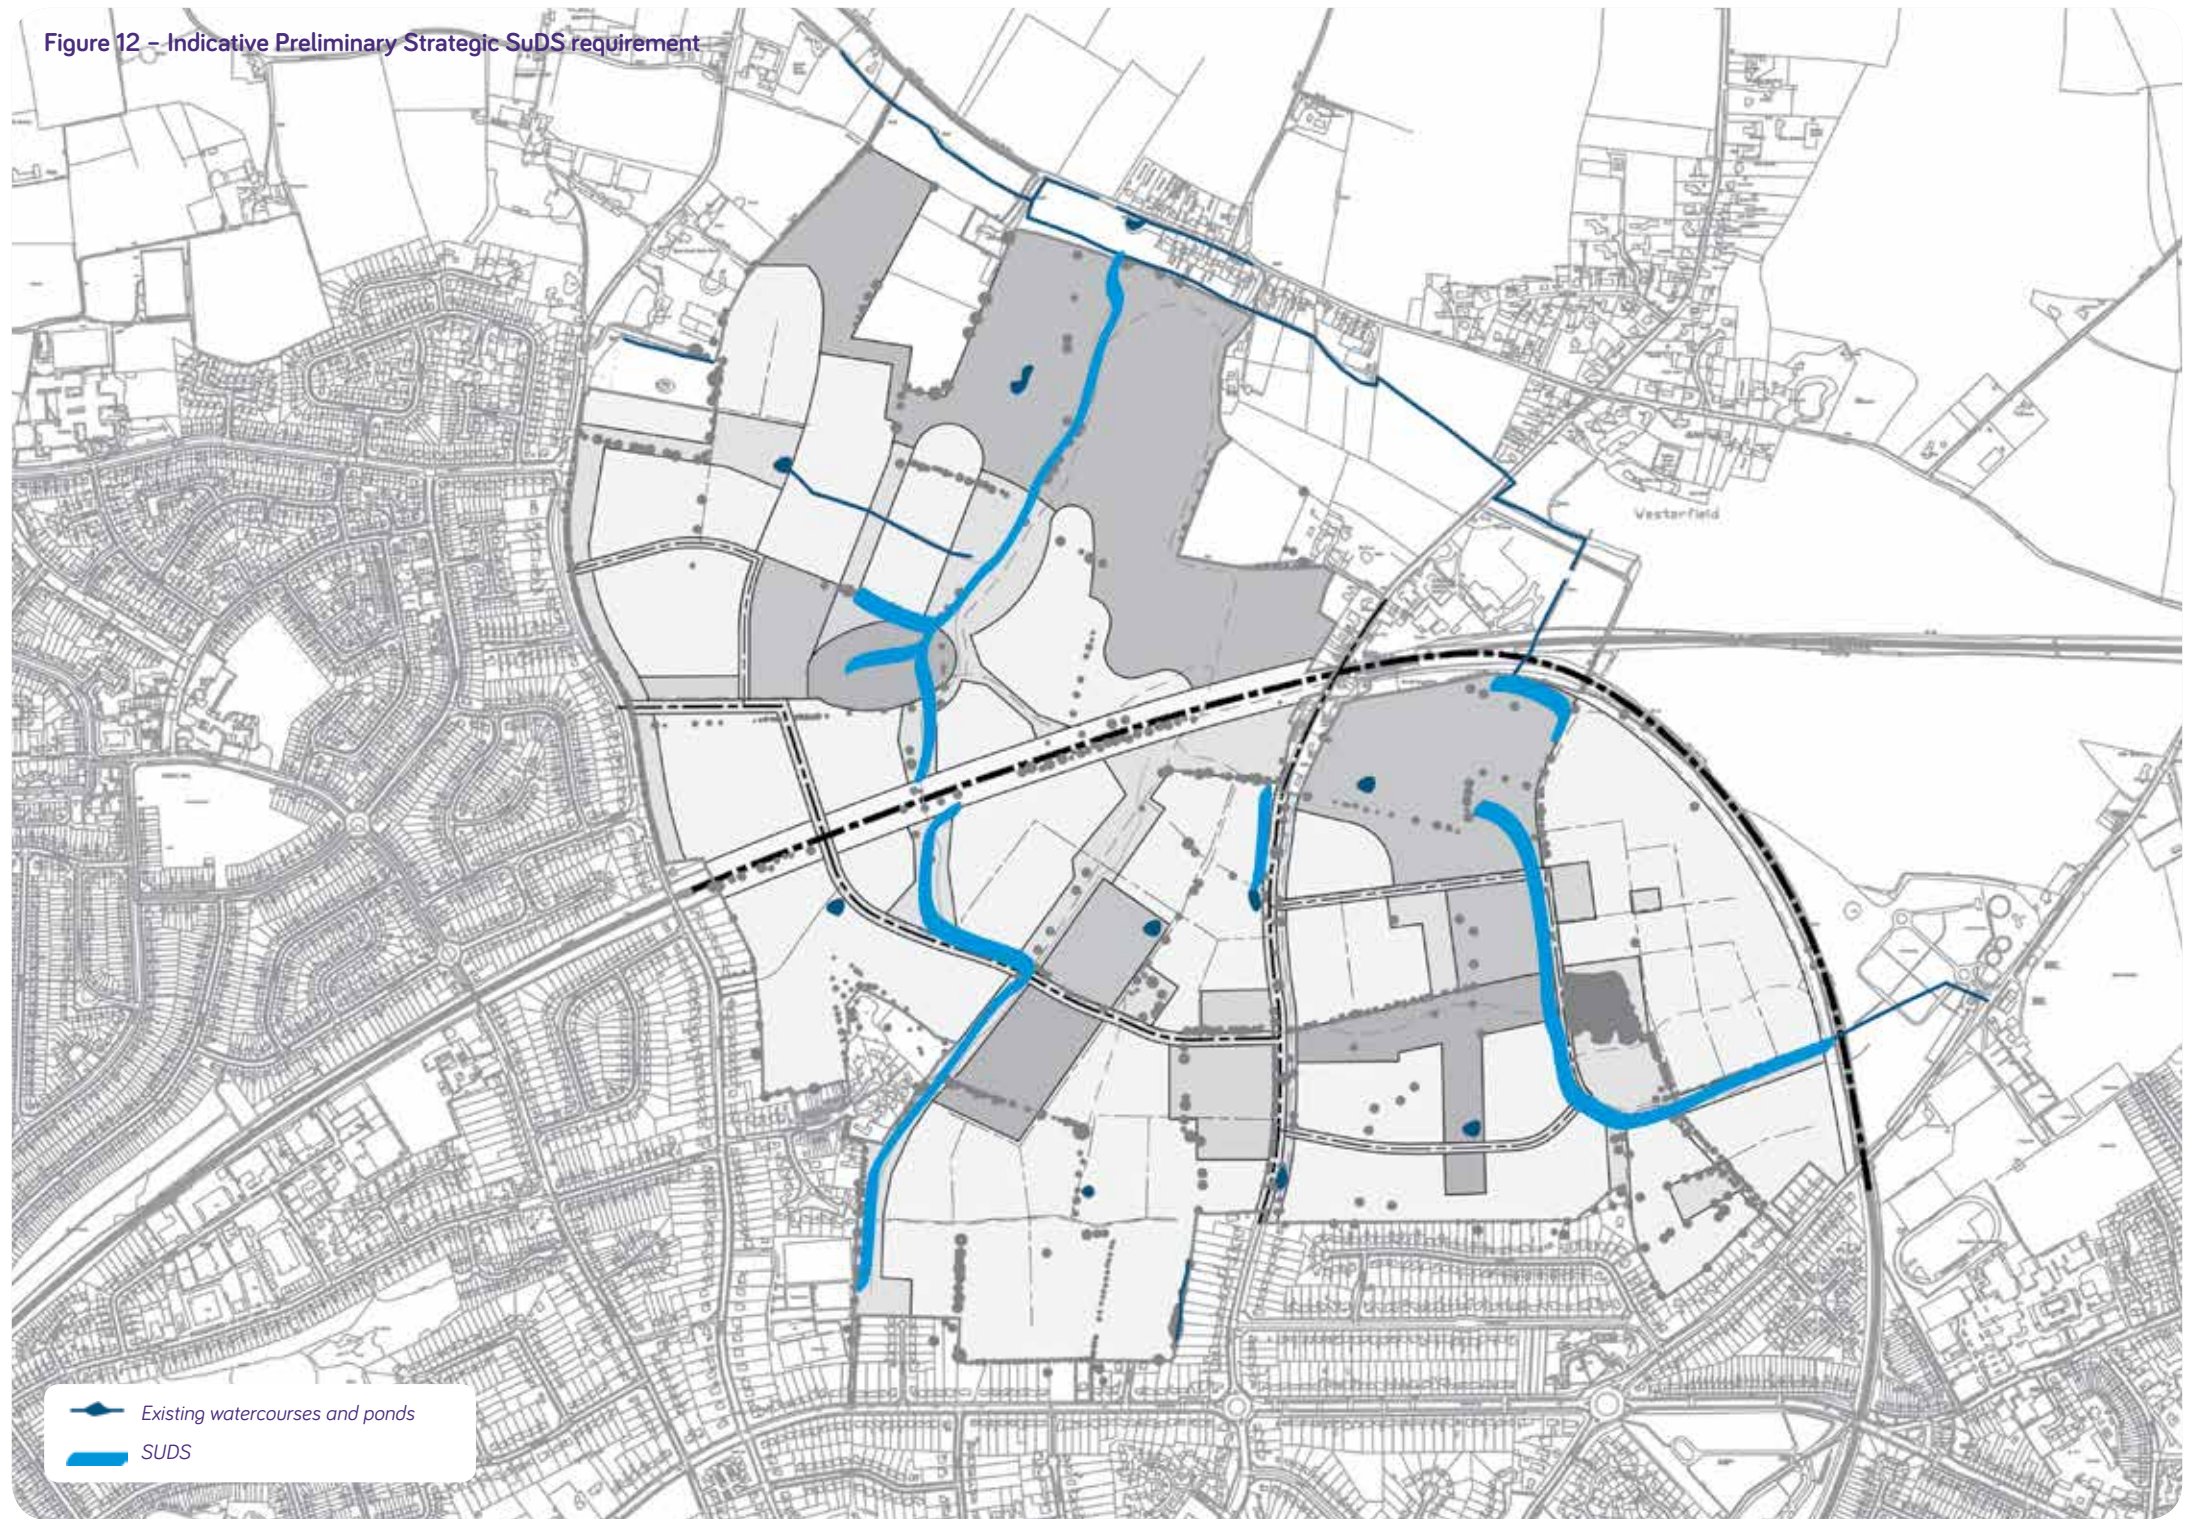 Figure 12 – Indicative Preliminary Strategic SuDS requirement
Westerfield
Existing watercourses and ponds
SUDS